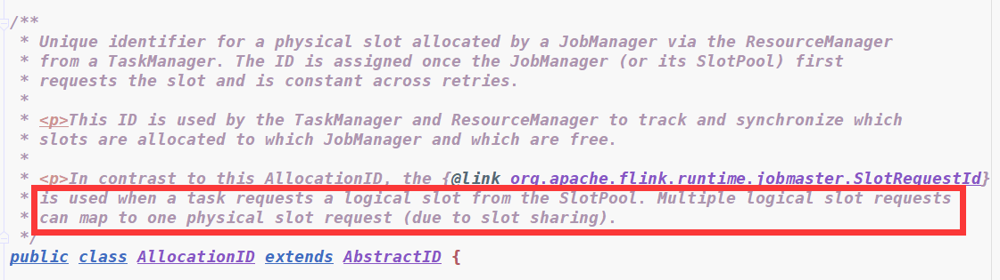 /**
* Unique identifier for a physical slot allocated by a JobManager via the ResourceManager
* from a TaskManager. The ID is assigned once the JobManager (or its SlotPool) first
* requests the slot and is constant across retries.
*
* <p>This ID is used by the TaskManager and ResourceManager to track and synchronize which
* slots are allocated to which JobManager and which are free.
*
* <p>In contrast to this AllocationID, the {@link org.apache.flink.runtime.jobmaster.SlotRequestId}
* is used when a task requests a logical slot from the SlotPool. Multiple logical slot requests
* can map to one physical slot request (due to slot sharing).
*/
public class AllocationID extends AbstractID {